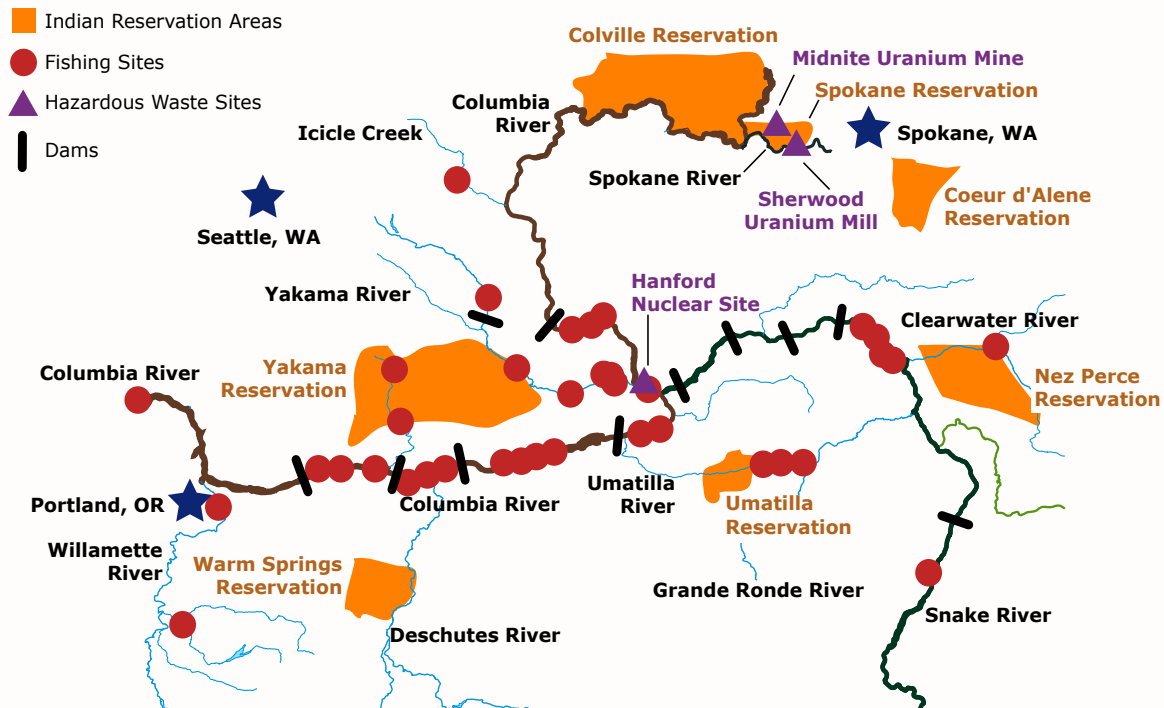 Indian Reservation Areas
Fishing Sites
Hazardous Waste Sites
Dams
Colville Reservation
Midnite Uranium Mine
Spokane Reservation
Columbia
River
Icicle Creek
Spokane, WA
Spokane River
Sherwood
Uranium Mill
Coeur d'Alene
Reservation
Seattle, WA
Yakama River
Hanford
Nuclear Site
Clearwater River
Yakama
Reservation
Columbia River
Nez Perce
Reservation
Portland, OR
Columbia River
Umatilla
River
Umatilla
Reservation
Willamette
River
Warm Springs
Reservation
Grande Ronde River
Snake River
Deschutes River